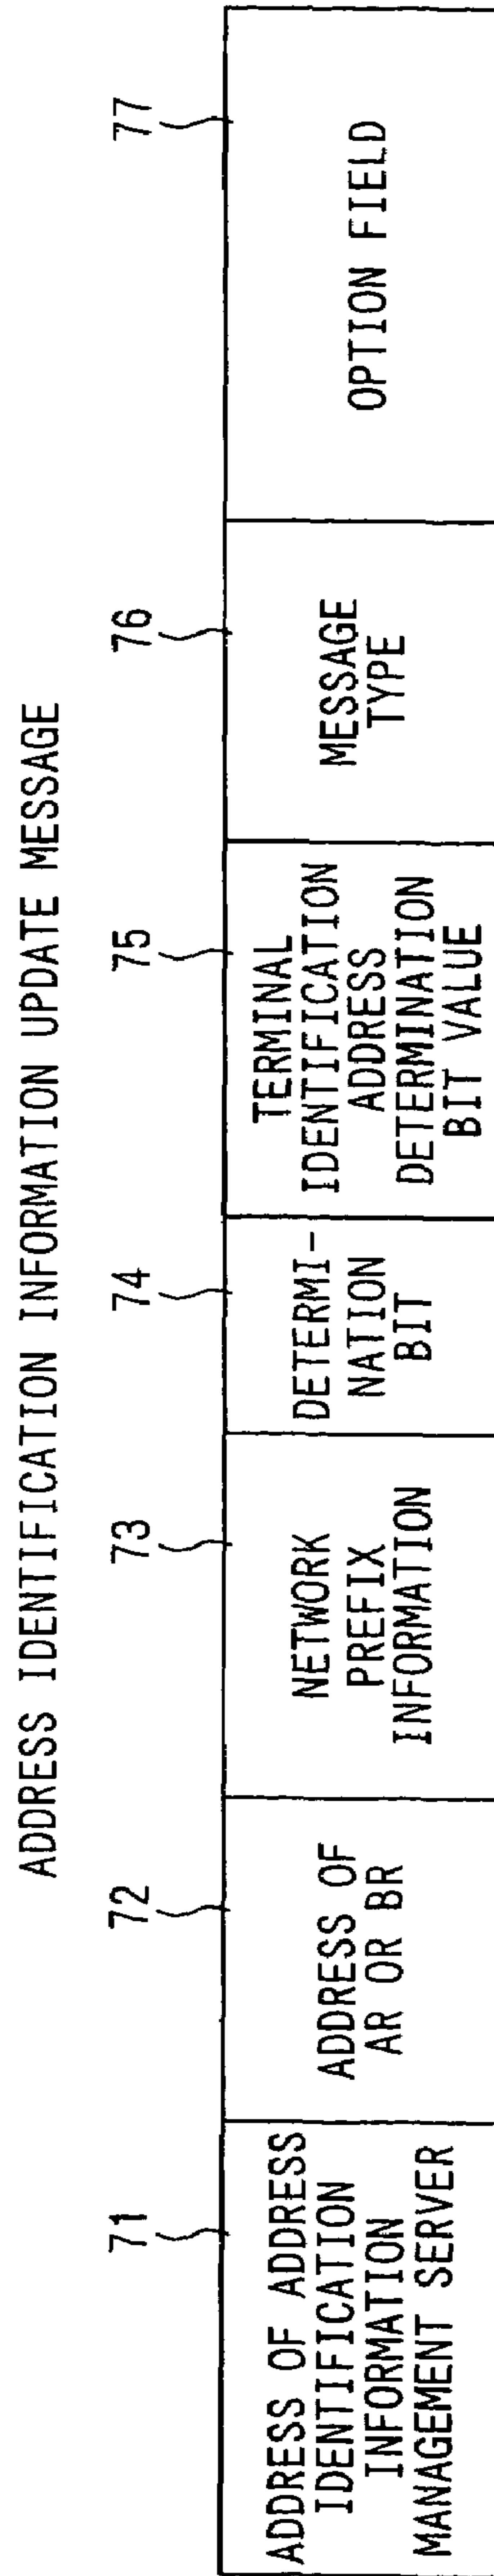 ADDRESS IDENTIFICATION INFORMATION UPDATE MESSAGE
71
72
73
74
75
76
77
ADDRESS OF ADDRESS
IDENTIFICATION
INFORMATION
MANAGEMENT SERVER
ADDRESS OF
AR OR BR
NETWORK
PREFIX
INFORMATION
DETERMI-
NATION
BIT
TERMINAL
IDENTIFICATION
ADDRESS
DETERMINATION
BIT VALUE
MESSAGE
TYPE
OPTION FIELD